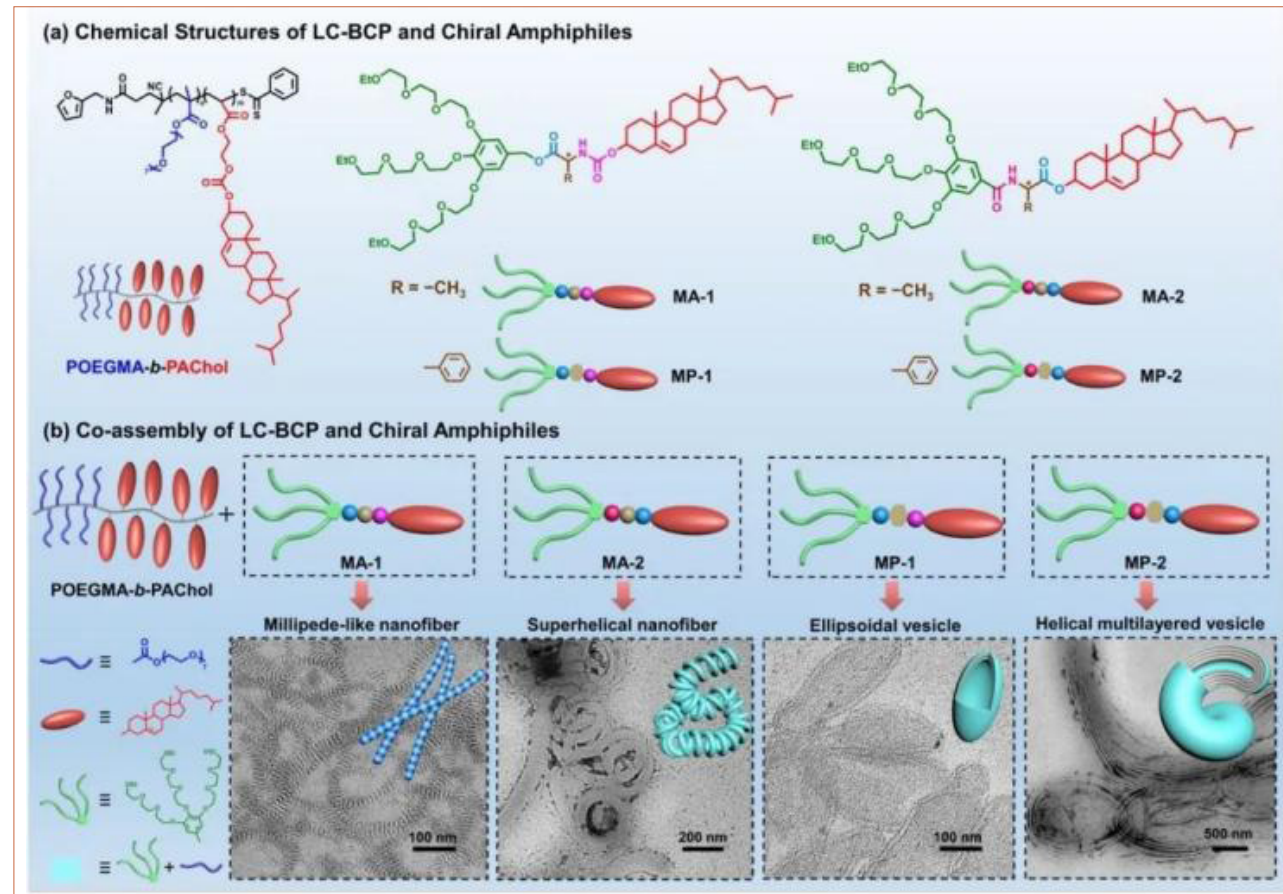 (a) Chemical Structures of LC-BCP and Chiral Amphiphiles
POEGMA-b-PAChol
R = −CH₃
MA-1
MP-1
R = −CH₃
MA-2
MP-2
(b) Co-assembly of LC-BCP and Chiral Amphiphiles
POEGMA-b-PAChol
+
MA-1
MA-2
MP-1
MP-2
Millipede-like nanofiber
Superhelical nanofiber
Ellipsoidal vesicle
Helical multilayered vesicle
100 nm
200 nm
100 nm
500 nm
≡
≡
≡
≡ +